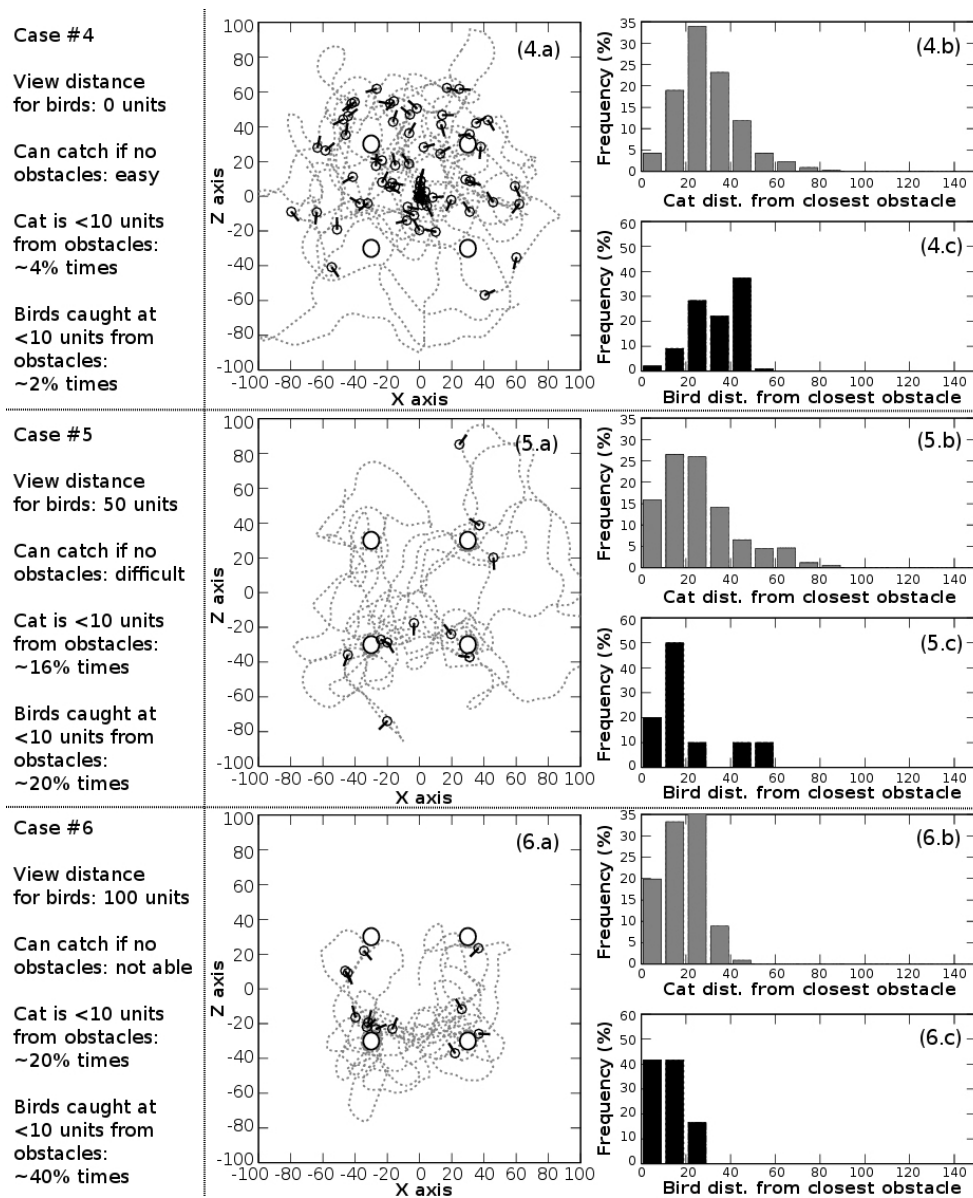 Case #4
View distance
for birds: 0 units
Can catch if no
obstacles: easy
Cat is <10 units
from obstacles:
~4% times
Birds caught at
<10 units from
obstacles:
~2% times
(4.a)
100
80
60
40
20
0
-20
-40
-60
-80
-100
Z axis
-100 -80 -60 -40 -20 0 20 40 60 80 100
X axis
(4.b)
Frequency (%)
35
30
25
20
15
10
5
0
0 20 40 60 80 100 120 140
Cat dist. from closest obstacle
(4.c)
Frequency (%)
60
50
40
30
20
10
0
0 20 40 60 80 100 120 140
Bird dist. from closest obstacle
Case #5
View distance
for birds: 50 units
Can catch if no
obstacles: difficult
Cat is <10 units
from obstacles:
~16% times
Birds caught at
<10 units from
obstacles:
~20% times
(5.a)
100
80
60
40
20
0
-20
-40
-60
-80
-100
Z axis
-100 -80 -60 -40 -20 0 20 40 60 80 100
X axis
(5.b)
Frequency (%)
35
30
25
20
15
10
5
0
0 20 40 60 80 100 120 140
Cat dist. from closest obstacle
(5.c)
Frequency (%)
60
50
40
30
20
10
0
0 20 40 60 80 100 120 140
Bird dist. from closest obstacle
Case #6
View distance
for birds: 100 units
Can catch if no
obstacles: not able
Cat is <10 units
from obstacles:
~20% times
Birds caught at
<10 units from
obstacles:
~40% times
(6.a)
100
80
60
40
20
0
-20
-40
-60
-80
-100
Z axis
-100 -80 -60 -40 -20 0 20 40 60 80 100
X axis
(6.b)
Frequency (%)
35
30
25
20
15
10
5
0
0 20 40 60 80 100 120 140
Cat dist. from closest obstacle
(6.c)
Frequency (%)
60
50
40
30
20
10
0
0 20 40 60 80 100 120 140
Bird dist. from closest obstacle